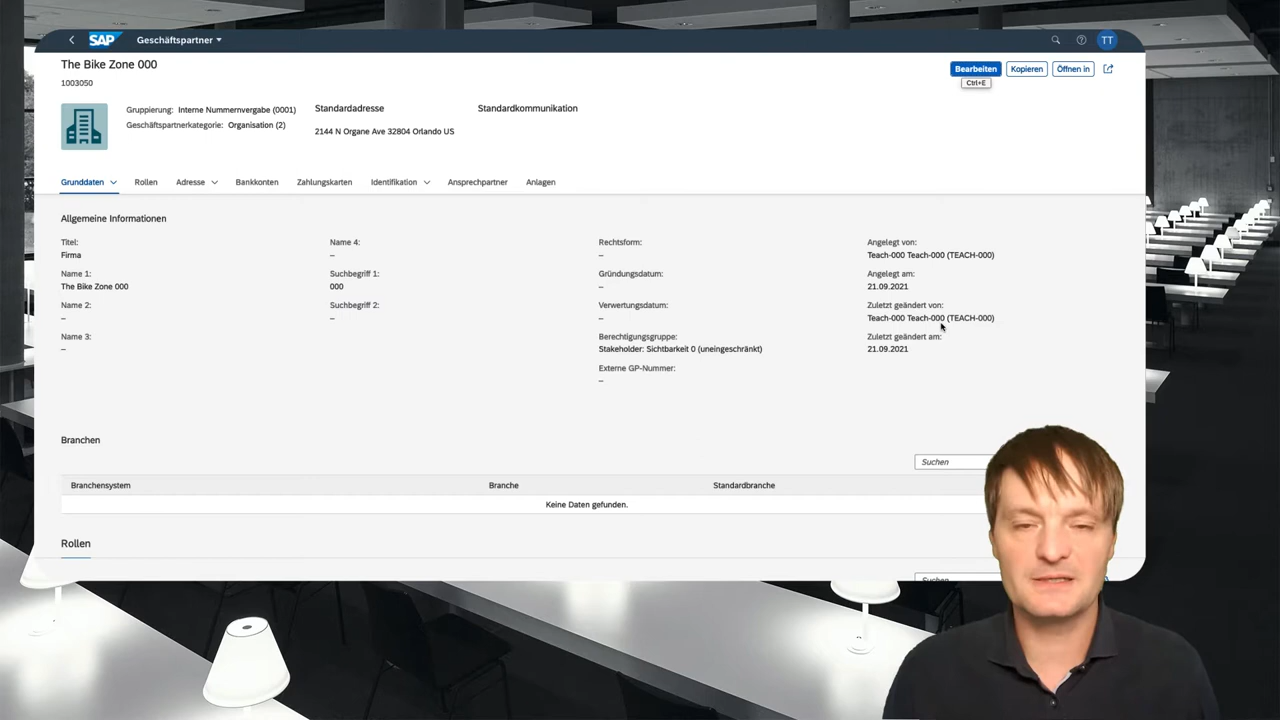 SAP Geschäftspartner TT
The Bike Zone 000
1003050
Bearbeiten Kopieren Öffnen in
Ctrl+E
Gruppierung: Interne Nummernvergabe (0001)
Geschäftspartnerkategorie: Organisation (2)
Standardadresse
2144 N Organe Ave 32804 Orlando US
Standardkommunikation
Grunddaten Rollen Adresse Bankkonten Zahlungskarten Identifikation Ansprechpartner Anlagen
Allgemeine Informationen
Titel:
Firma
Name 1:
The Bike Zone 000
Name 2:
–
Name 3:
–
Name 4:
–
Suchbegriff 1:
000
Suchbegriff 2:
–
Rechtsform:
–
Gründungsdatum:
–
Verwertungsdatum:
–
Berechtigungsgruppe:
Stakeholder: Sichtbarkeit 0 (uneingeschränkt)
Externe GP-Nummer:
–
Angelegt von:
Teach-000 Teach-000 (TEACH-000)
Angelegt am:
21.09.2021
Zuletzt geändert von:
Teach-000 Teach-000 (TEACH-000)
Zuletzt geändert am:
21.09.2021
Branchen
Suchen
Branchensystem Branche Standardbranche
Keine Daten gefunden.
Rollen
Suchen